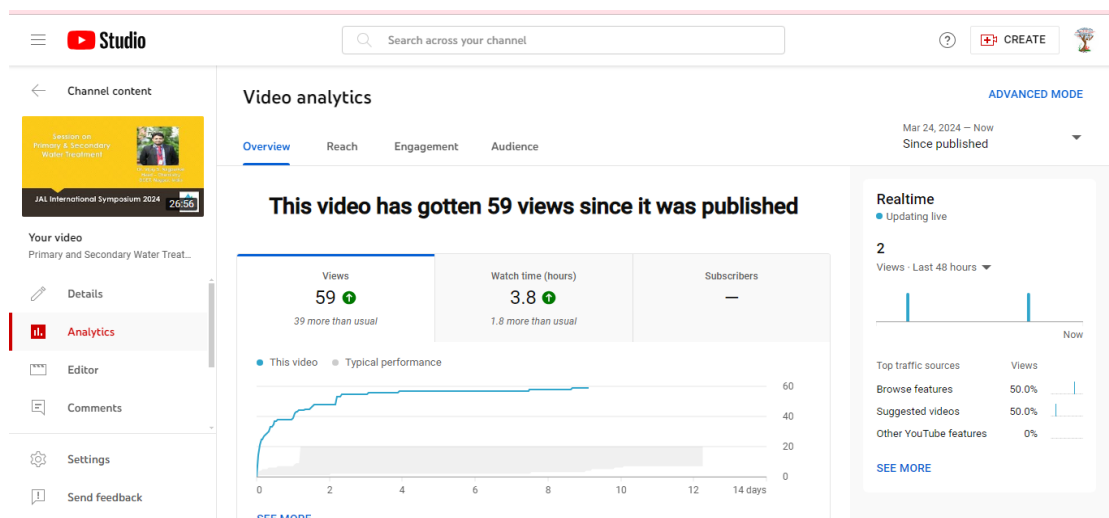 Studio
Search across your channel
CREATE
Channel content
Session on
Primary & Secondary
Water Treatment
JAL International Symposium 2024
26:56
Your video
Primary and Secondary Water Treat...
Details
Analytics
Editor
Comments
Settings
Send feedback
Video analytics
ADVANCED MODE
Overview Reach Engagement Audience
Mar 24, 2024 – Now
Since published
This video has gotten 59 views since it was published
Views
59
39 more than usual
Watch time (hours)
3.8
1.8 more than usual
Subscribers
—
This video Typical performance
60
40
20
0
0 2 4 6 8 10 12 14 days
SEE MORE
Realtime
Updating live
2
Views · Last 48 hours
Now
Top traffic sources Views
Browse features 50.0%
Suggested videos 50.0%
Other YouTube features 0%
SEE MORE